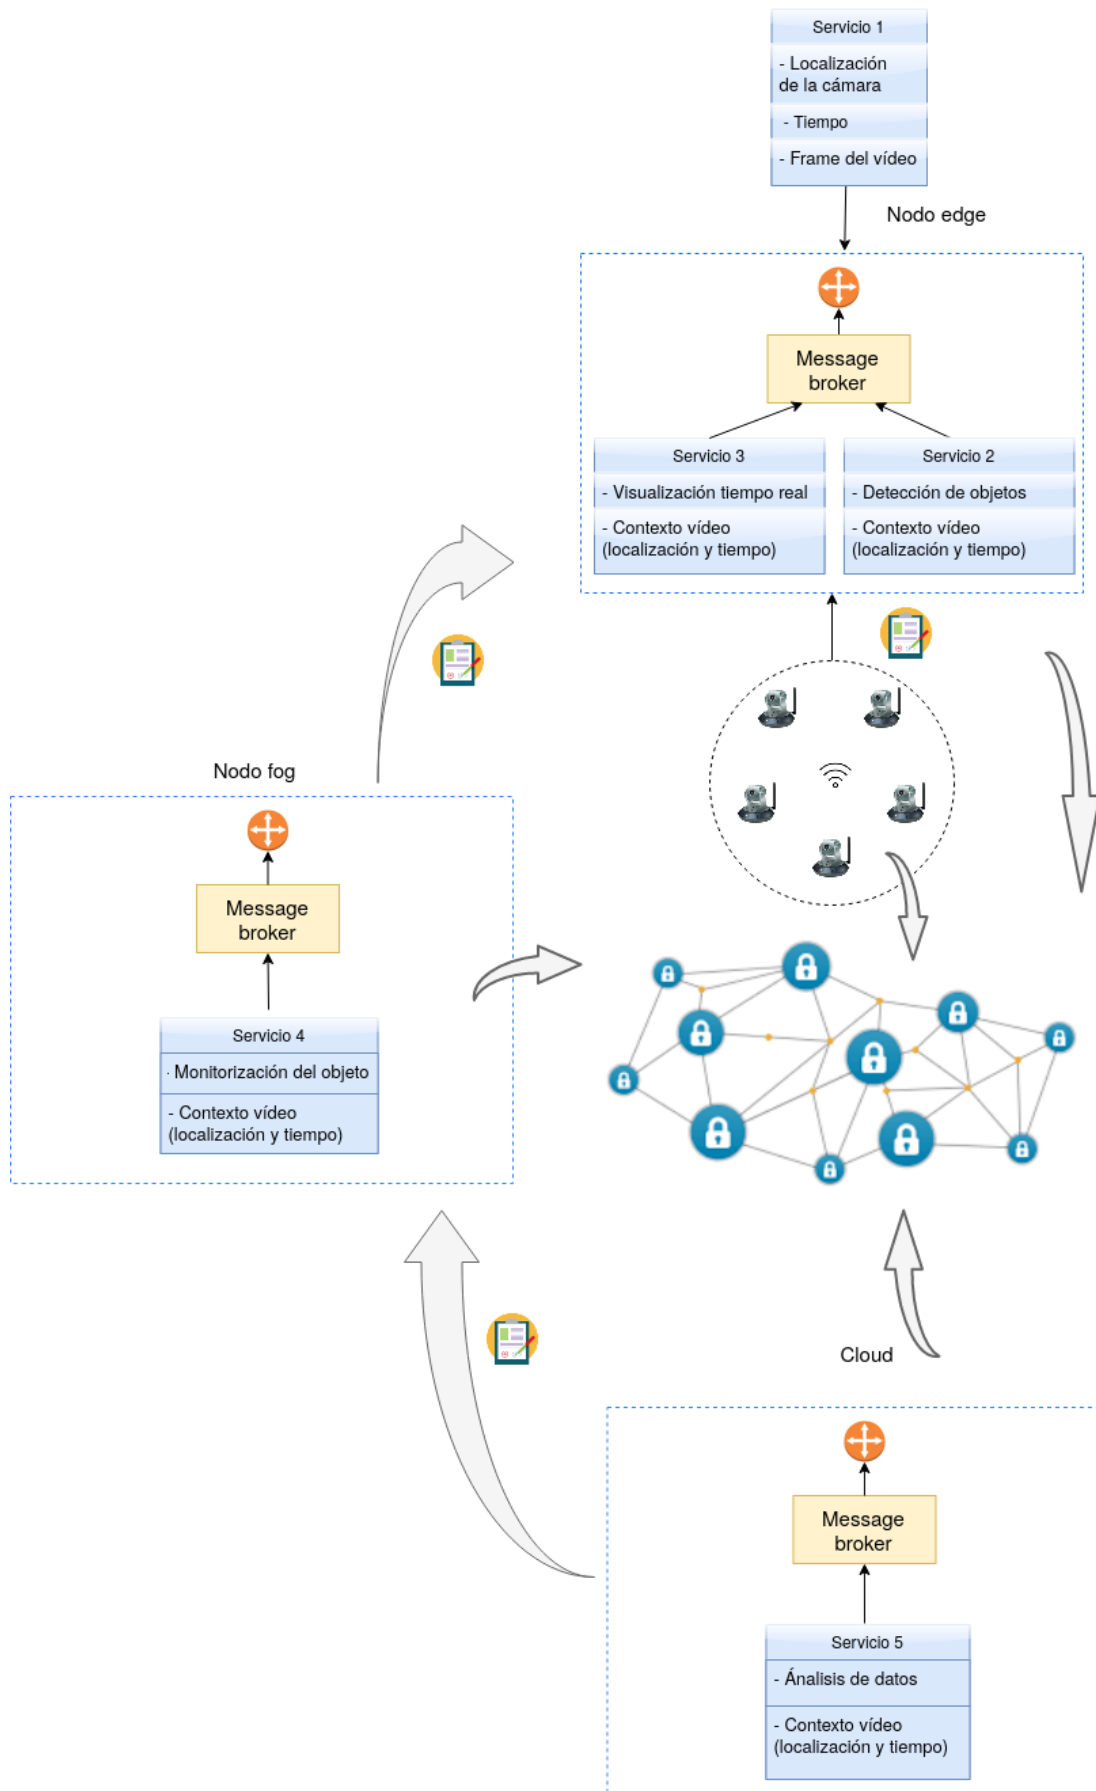 Servicio 1
- Localización
de la cámara
- Tiempo
- Frame del vídeo
Nodo edge
Message
broker
Servicio 3
- Visualización tiempo real
- Contexto vídeo
(localización y tiempo)
Servicio 2
- Detección de objetos
- Contexto vídeo
(localización y tiempo)
Nodo fog
Message
broker
Servicio 4
- Monitorización del objeto
- Contexto vídeo
(localización y tiempo)
Cloud
Message
broker
Servicio 5
- Ánalisis de datos
- Contexto vídeo
(localización y tiempo)